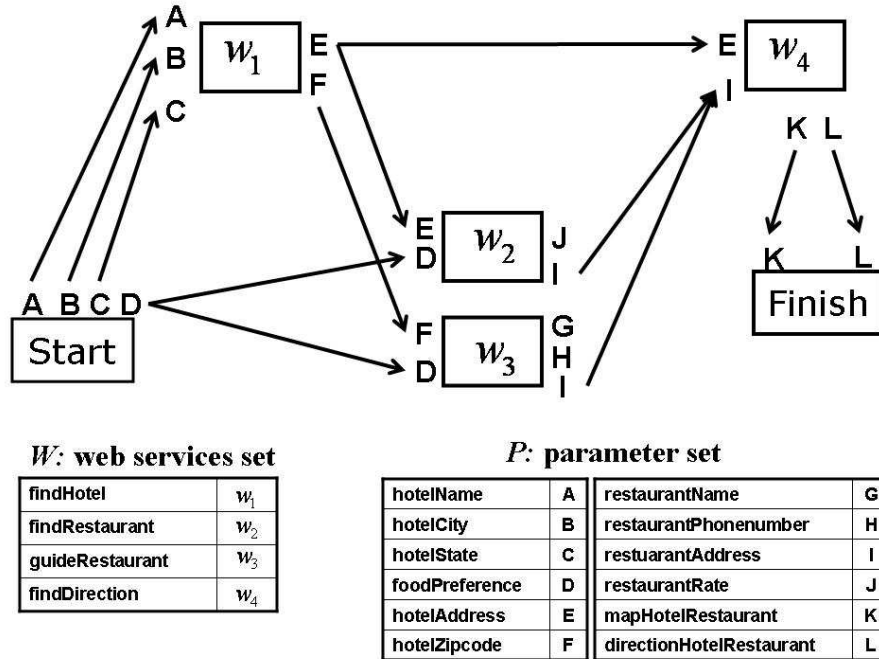 A
B
C
w1
E
F
E
I
w4
K L
E
D
w2
J
I
F
D
w3
G
H
I
A B C D
Start
K L
Finish
W: web services set
findHotel w1
findRestaurant w2
guideRestaurant w3
findDirection w4
P: parameter set
hotelName A restaurantName G
hotelCity B restaurantPhonenumber H
hotelState C restuarantAddress I
foodPreference D restaurantRate J
hotelAddress E mapHotelRestaurant K
hotelZipcode F directionHotelRestaurant L